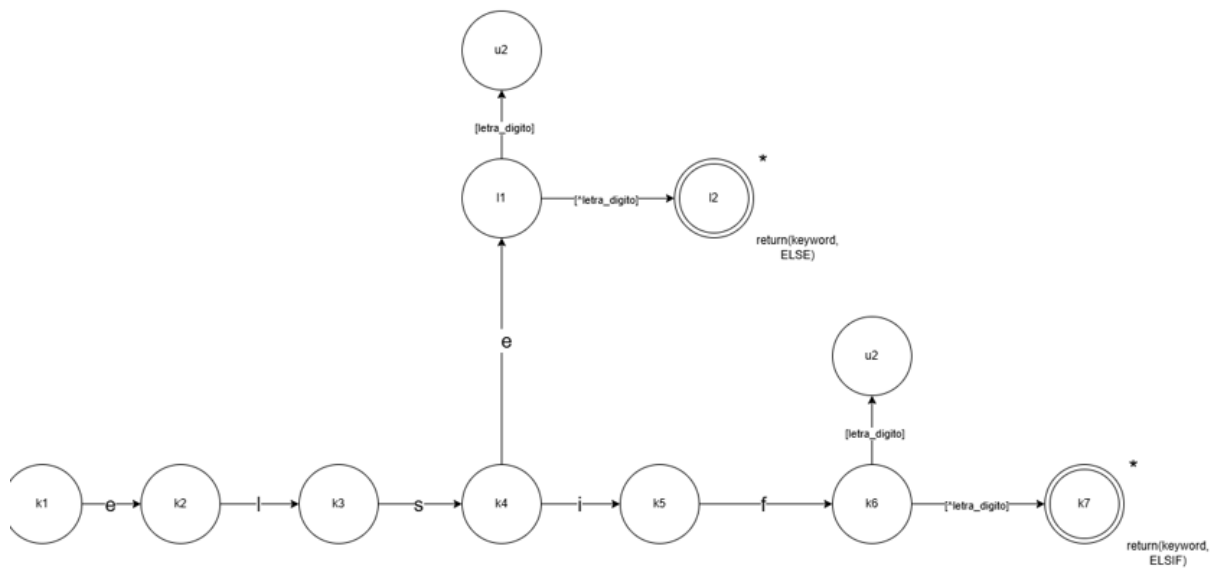 u2
[letra_digito]
l1
[^letra_digito]
l2
*
return(keyword,
ELSE)
e
u2
[letra_digito]
k1
e
k2
l
k3
s
k4
i
k5
f
k6
[^letra_digito]
k7
*
return(keyword,
ELSIF)